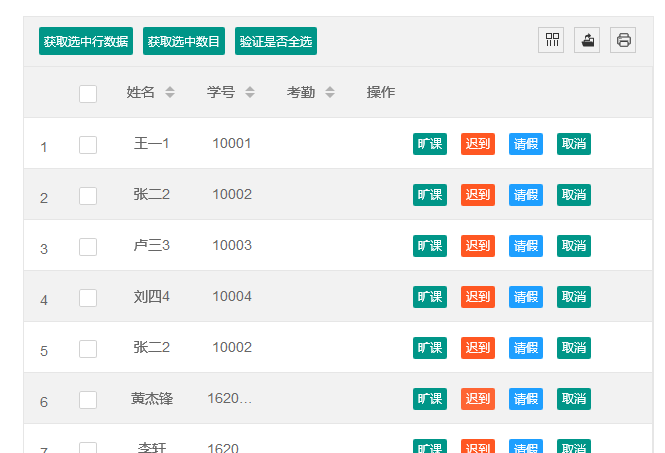 获取选中行数据 获取选中数目 验证是否全选
姓名 学号 考勤 操作
1 王一1 10001 旷课 迟到 请假 取消
2 张二2 10002 旷课 迟到 请假 取消
3 卢三3 10003 旷课 迟到 请假 取消
4 刘四4 10004 旷课 迟到 请假 取消
5 张二2 10002 旷课 迟到 请假 取消
6 黄杰锋 1620... 旷课 迟到 请假 取消
7 李轩 1620 旷课 迟到 请假 取消